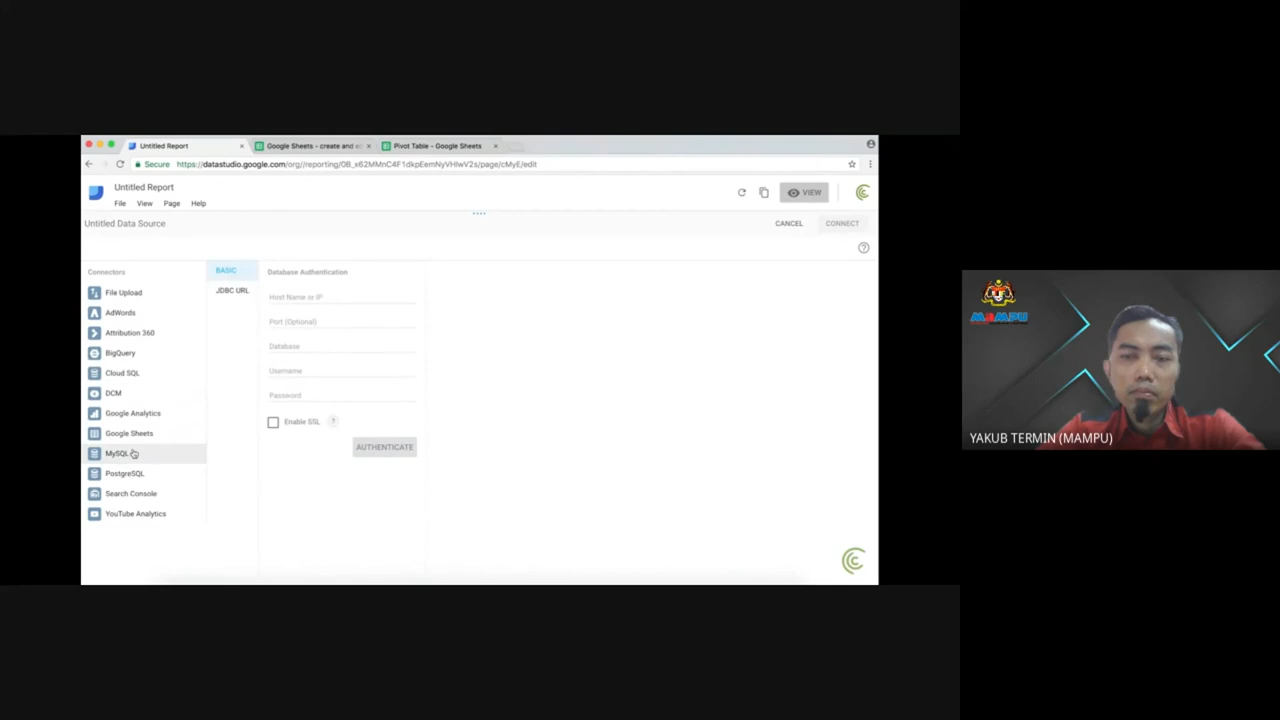 Untitled Report
Google Sheets - create and e
Pivot Table - Google Sheets
Secure https://datastudio.google.com/org//reporting/0B_x62MMnC4F1dkpEemNyVHIwV2s/page/cMyE/edit
Untitled Report
VIEW
File View Page Help
Untitled Data Source
CANCEL CONNECT
Connectors
File Upload
AdWords
Attribution 360
BigQuery
Cloud SQL
DCM
Google Analytics
Google Sheets
MySQL
PostgreSQL
Search Console
YouTube Analytics
BASIC
JDBC URL
Database Authentication
Host Name or IP
Port (Optional)
Database
Username
Password
Enable SSL ?
AUTHENTICATE
MAMPU
YAKUB TERMIN (MAMPU)